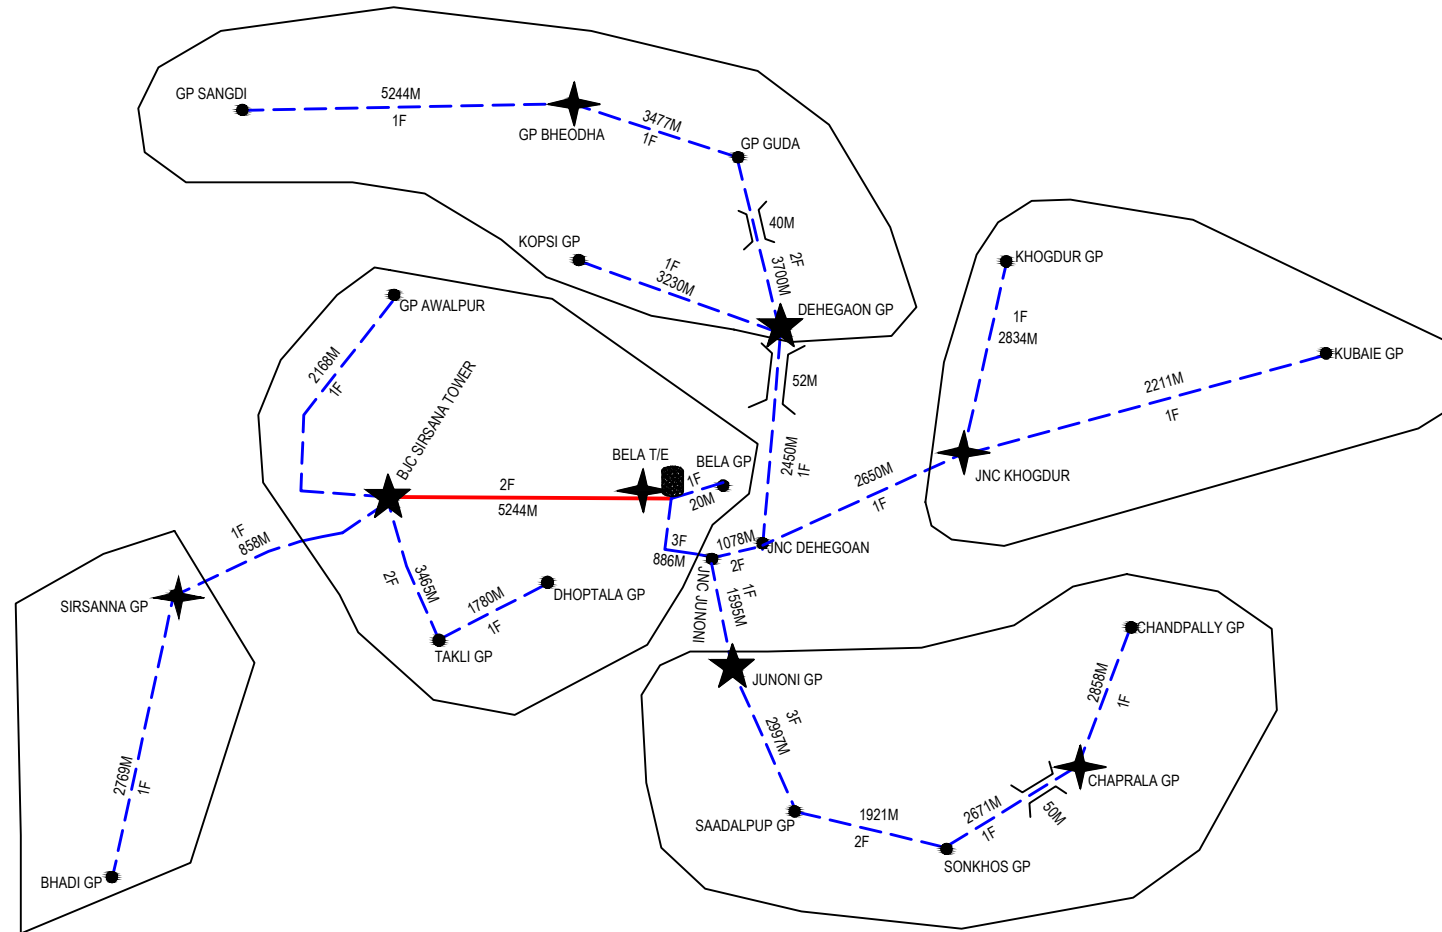 GP SANGDI
5244M
1F
GP BHEODHA
3477M
1F
GP GUDA
40M
2F
3700M
KOPSI GP
1F
3230M
DEHEGAON GP
52M
2450M
1F
KHOGDUR GP
1F
2834M
KUBAIE GP
2211M
1F
JNC KHOGDUR
2650M
1F
GP AWALPUR
2168M
1F
BJC SIRSANA TOWER
2F
5244M
BELA T/E
BELA GP
1F
20M
3F
886M
1078M
2F
JNC DEHEGOAN
JNC JUNONI
1F
1595M
1F
858M
SIRSANNA GP
2769M
1F
BHADI GP
3465M
2F
1780M
1F
DHOPTALA GP
TAKLI GP
JUNONI GP
3F
2997M
SAADALPUP GP
1921M
2F
SONKHOS GP
2671M
1F
50M
CHAPRALA GP
2858M
1F
CHANDPALLY GP